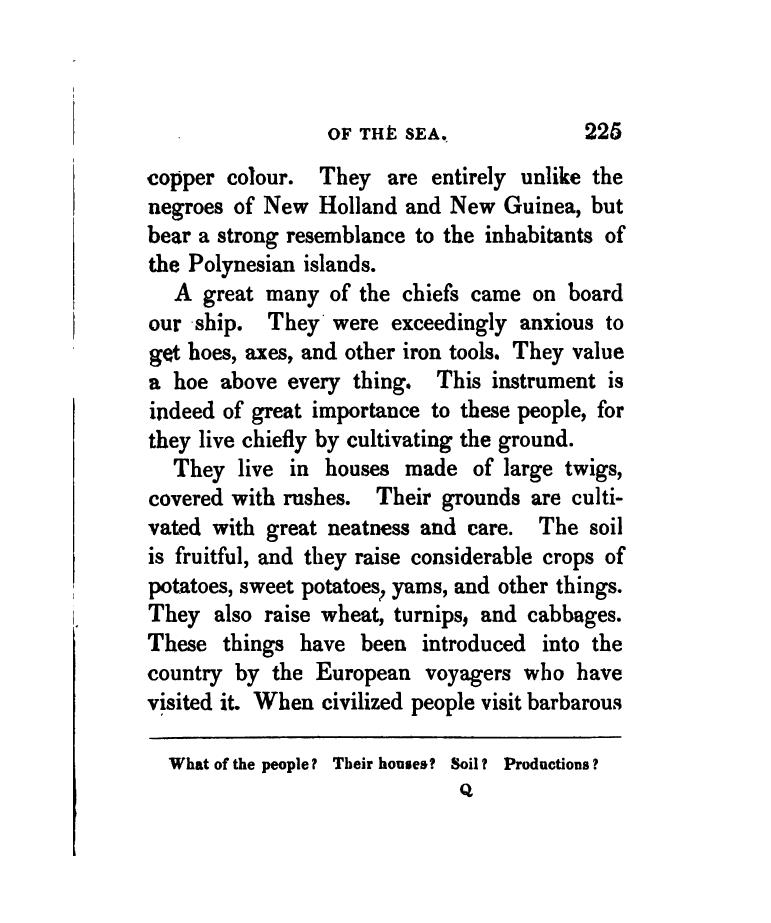 OF THE SEA. 225
copper colour. They are entirely unlike the
negroes of New Holland and New Guinea, but
bear a strong resemblance to the inhabitants of
the Polynesian islands.
A great many of the chiefs came on board
our ship. They were exceedingly anxious to
get hoes, axes, and other iron tools. They value
a hoe above every thing. This instrument is
indeed of great importance to these people, for
they live chiefly by cultivating the ground.
They live in houses made of large twigs,
covered with rushes. Their grounds are culti-
vated with great neatness and care. The soil
is fruitful, and they raise considerable crops of
potatoes, sweet potatoes, yams, and other things.
They also raise wheat, turnips, and cabbages.
These things have been introduced into the
country by the European voyagers who have
visited it. When civilized people visit barbarous
What of the people? Their houses? Soil? Productions?
Q